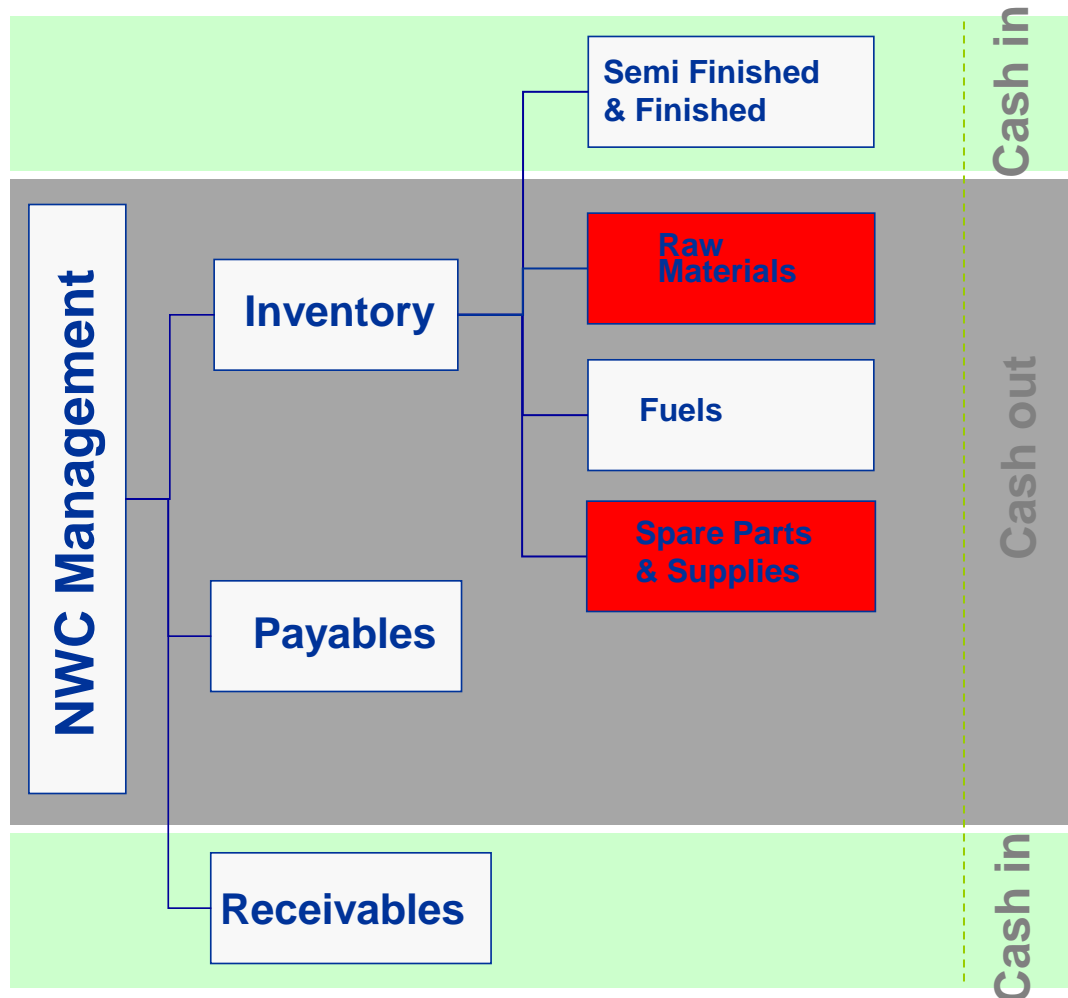 Semi Finished
& Finished
Cash in
NWC Management
Inventory
Raw
Materials
Fuels
Spare Parts
& Supplies
Cash out
Payables
Receivables
Cash in